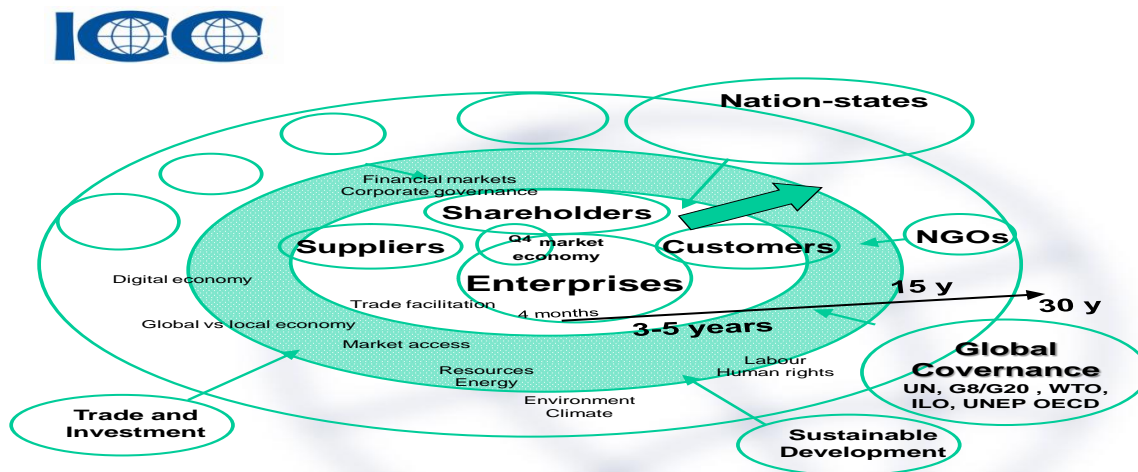 ICC
Nation-states
Financial markets
Corporate governance
Shareholders
Suppliers
Q4 market
economy
Customers
NGOs
Enterprises
Digital economy
15 y
30 y
Trade facilitation
4 months
3-5 years
Global vs local economy
Market access
Labour
Human rights
Resources
Energy
Global
Covernance
UN, G8/G20 , WTO,
ILO, UNEP OECD
Environment
Climate
Trade and
Investment
Sustainable
Development